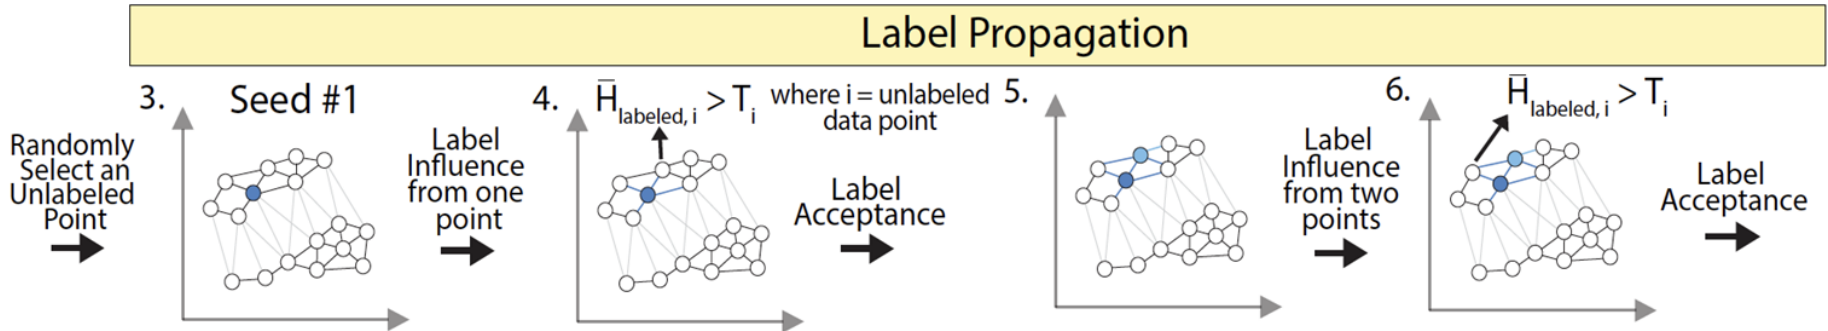 Label Propagation
Randomly
Select an
Unlabeled
Point
3.
Seed #1
Label
Influence
from one
point
4.
H̅labeled, i > Ti where i = unlabeled
data point
Label
Acceptance
5.
Label
Influence
from two
points
6.
H̅labeled, i > Ti
Label
Acceptance